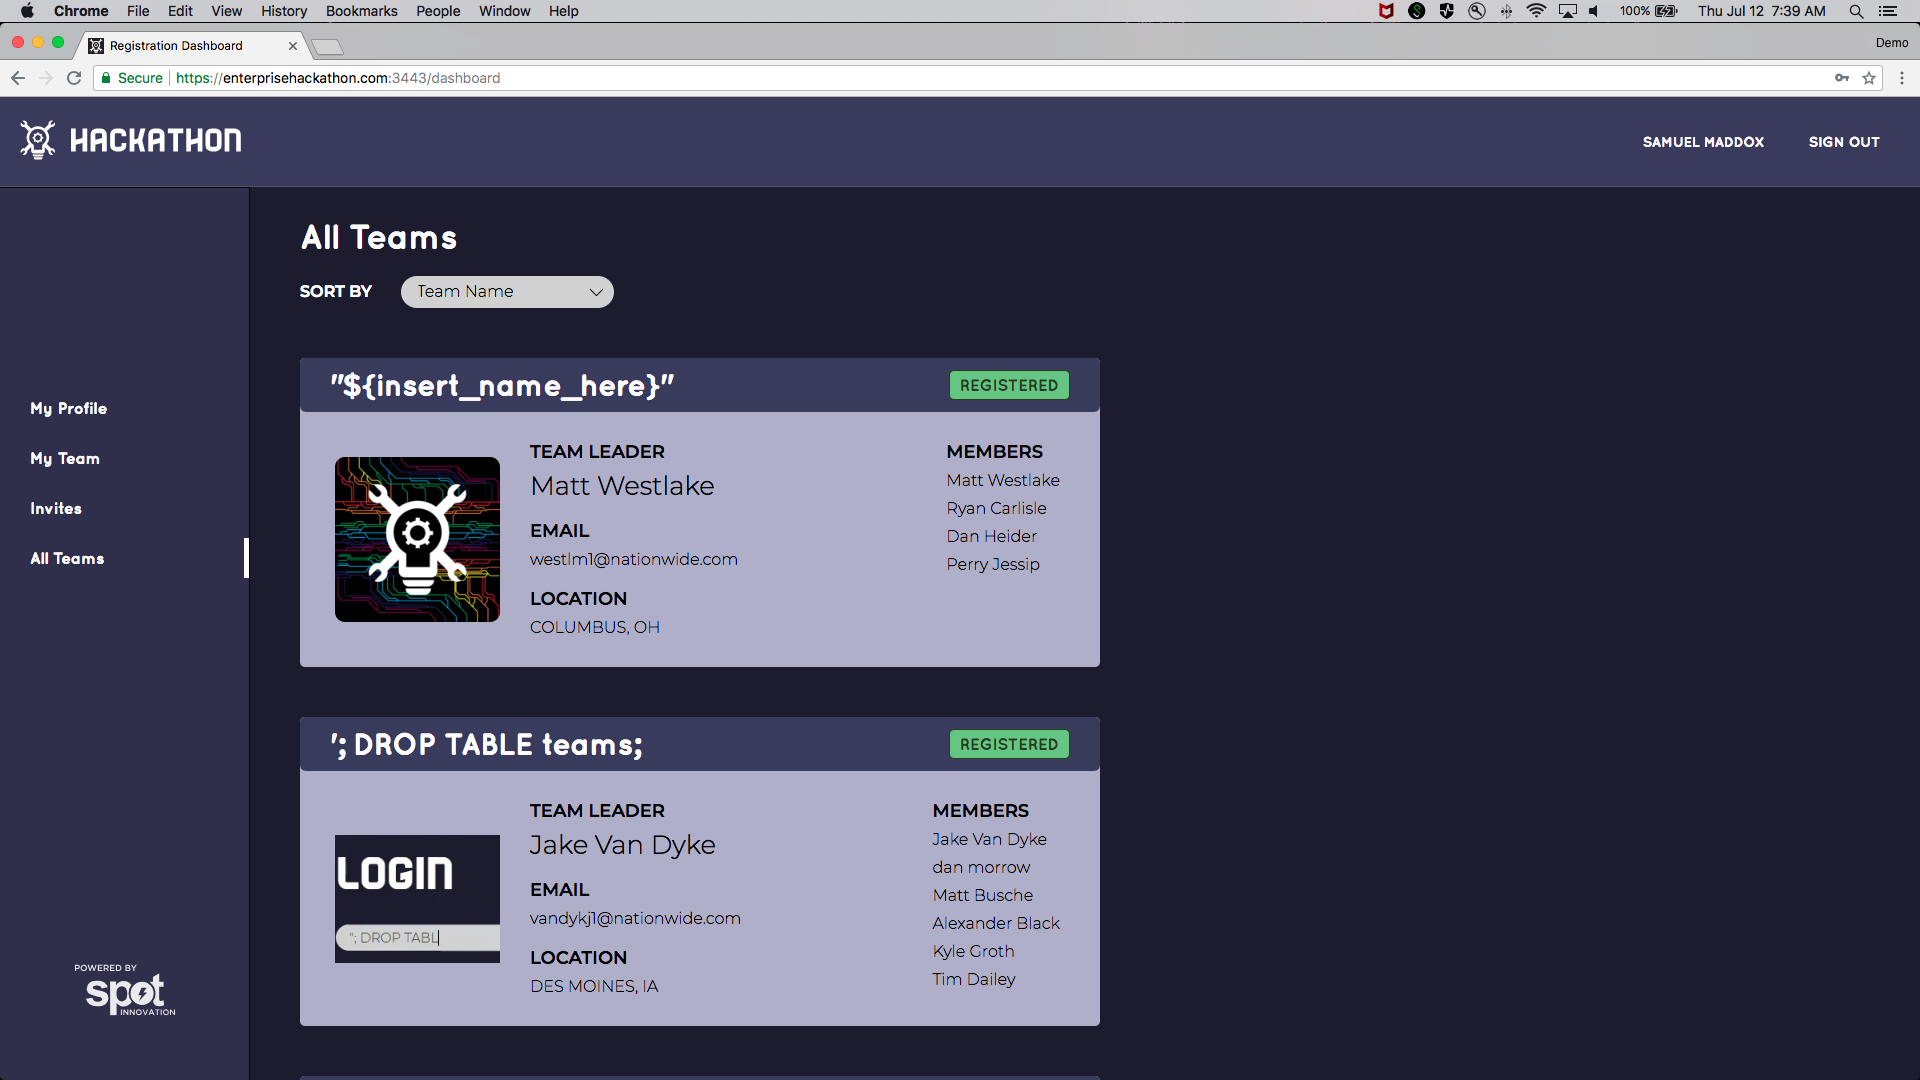 Chrome File Edit View History Bookmarks People Window Help 100% Thu Jul 12 7:39 AM
Registration Dashboard
Demo
Secure https://enterprisehackathon.com:3443/dashboard
HACKATHON
SAMUEL MADDOX SIGN OUT
All Teams
SORT BY Team Name
My Profile
My Team
Invites
All Teams
POWERED BY
spot
INNOVATION
"${insert_name_here}"
REGISTERED
TEAM LEADER
Matt Westlake
EMAIL
westlm1@nationwide.com
LOCATION
COLUMBUS, OH
MEMBERS
Matt Westlake
Ryan Carlisle
Dan Heider
Perry Jessip
'; DROP TABLE teams;
REGISTERED
LOGIN
"; DROP TABL
TEAM LEADER
Jake Van Dyke
EMAIL
vandykj1@nationwide.com
LOCATION
DES MOINES, IA
MEMBERS
Jake Van Dyke
dan morrow
Matt Busche
Alexander Black
Kyle Groth
Tim Dailey